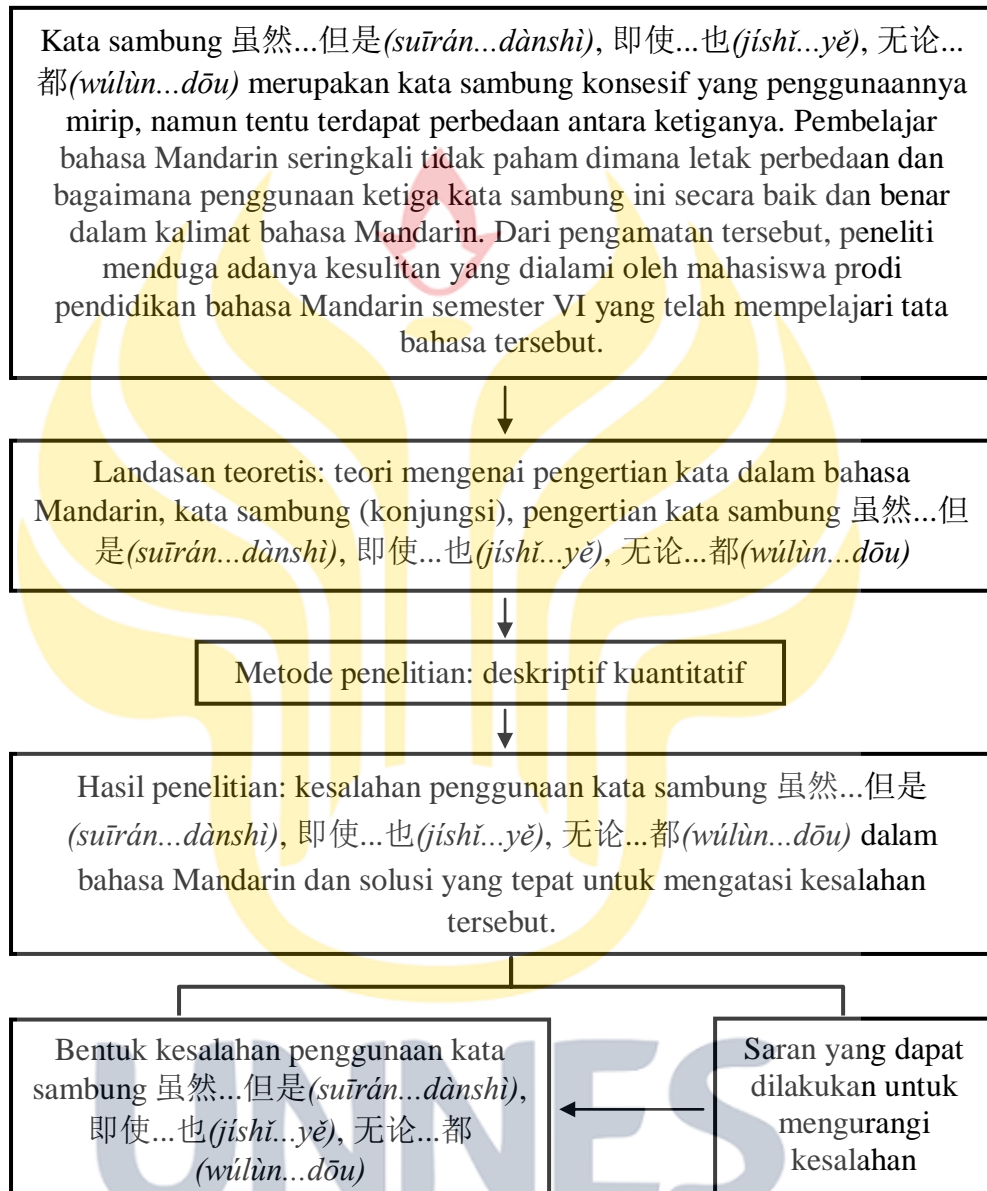 Kata sambung 虽然...但是(suīrán...dànshì), 即使...也(jíshǐ...yě), 无论...
都(wúlùn...dōu) merupakan kata sambung konsesif yang penggunaannya
mirip, namun tentu terdapat perbedaan antara ketiganya. Pembelajar
bahasa Mandarin seringkali tidak paham dimana letak perbedaan dan
bagaimana penggunaan ketiga kata sambung ini secara baik dan benar
dalam kalimat bahasa Mandarin. Dari pengamatan tersebut, peneliti
menduga adanya kesulitan yang dialami oleh mahasiswa prodi
pendidikan bahasa Mandarin semester VI yang telah mempelajari tata
bahasa tersebut.
Landasan teoretis: teori mengenai pengertian kata dalam bahasa
Mandarin, kata sambung (konjungsi), pengertian kata sambung 虽然...但
是(suīrán...dànshì), 即使...也(jíshǐ...yě), 无论...都(wúlùn...dōu)
Metode penelitian: deskriptif kuantitatif
Hasil penelitian: kesalahan penggunaan kata sambung 虽然...但是
(suīrán...dànshì), 即使...也(jíshǐ...yě), 无论...都(wúlùn...dōu) dalam
bahasa Mandarin dan solusi yang tepat untuk mengatasi kesalahan
tersebut.
Bentuk kesalahan penggunaan kata
sambung 虽然...但是(suīrán...dànshì),
即使...也(jíshǐ...yě), 无论...都
(wúlùn...dōu)
Saran yang dapat
dilakukan untuk
mengurangi
kesalahan
UNNES